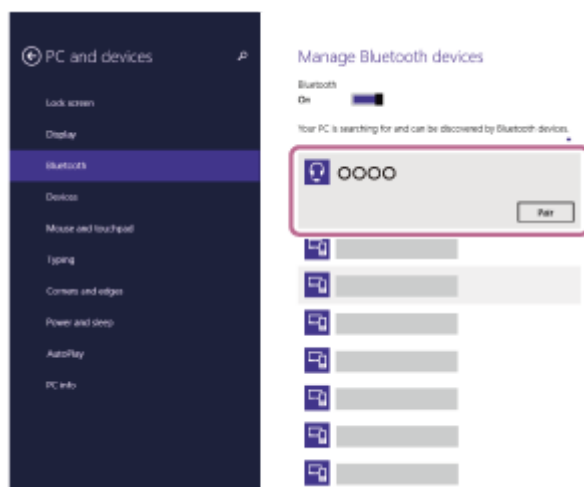 PC and devices
Lock screen
Display
Bluetooth
Devices
Mouse and touchpad
Typing
Corners and edges
Power and sleep
AutoPlay
PC info
Manage Bluetooth devices
Bluetooth
On
Your PC is searching for and can be discovered by Bluetooth devices.
OOOO
Pair